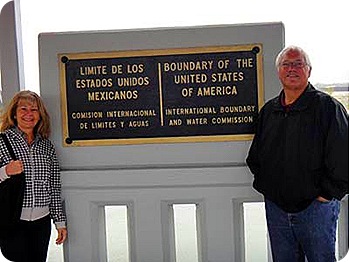 LIMITE DE LOS
ESTADOS UNIDOS
MEXICANOS
COMISION INTERNACIONAL
DE LIMITES Y AGUAS
BOUNDARY OF THE
UNITED STATES
OF AMERICA
INTERNATIONAL BOUNDARY
AND WATER COMMISSION